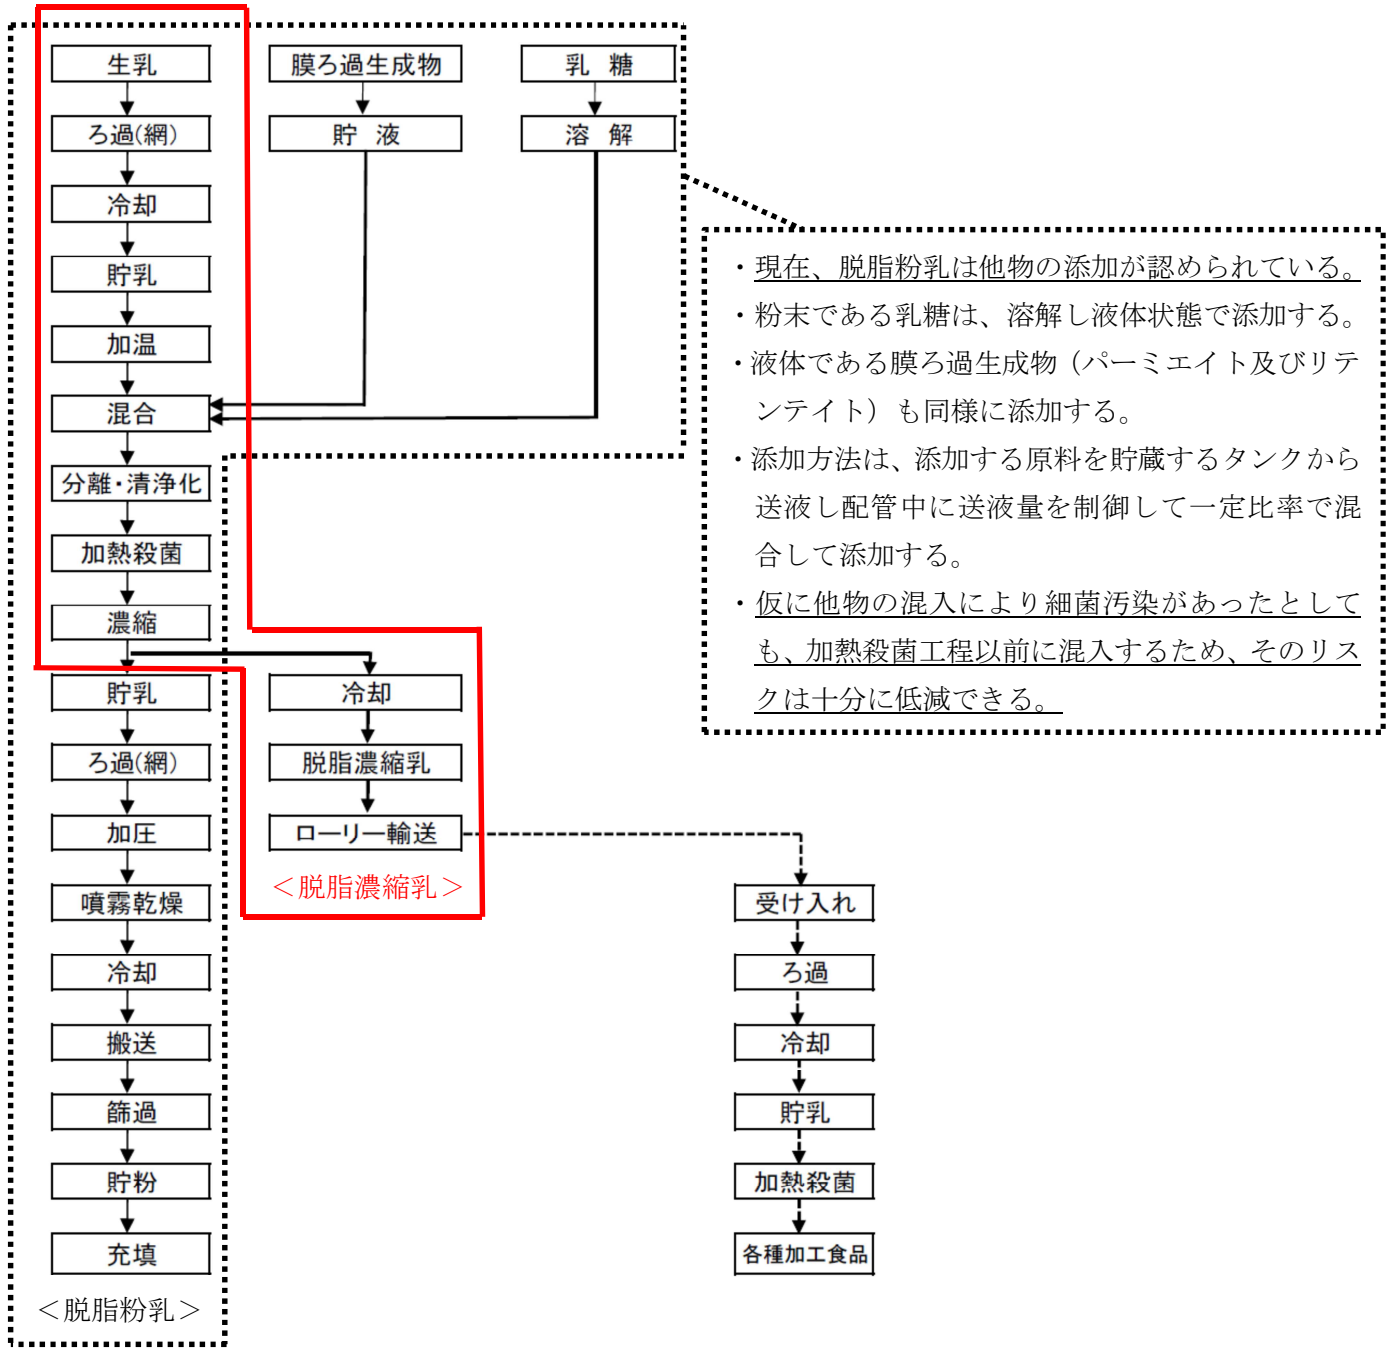 生乳
ろ過(網)
冷却
貯乳
加温
混合
分離・清浄化
加熱殺菌
濃縮
貯乳
ろ過(網)
加圧
噴霧乾燥
冷却
搬送
篩過
貯粉
充填
＜脱脂粉乳＞
膜ろ過生成物
貯 液
乳 糖
溶 解
冷却
脱脂濃縮乳
ローリー輸送
＜脱脂濃縮乳＞
・現在、脱脂粉乳は他物の添加が認められている。
・粉末である乳糖は、溶解し液体状態で添加する。
・液体である膜ろ過生成物（パーミエイト及びリテ
ンテイト）も同様に添加する。
・添加方法は、添加する原料を貯蔵するタンクから
送液し配管中に送液量を制御して一定比率で混
合して添加する。
・仮に他物の混入により細菌汚染があったとして
も、加熱殺菌工程以前に混入するため、そのリス
クは十分に低減できる。
受け入れ
ろ過
冷却
貯乳
加熱殺菌
各種加工食品